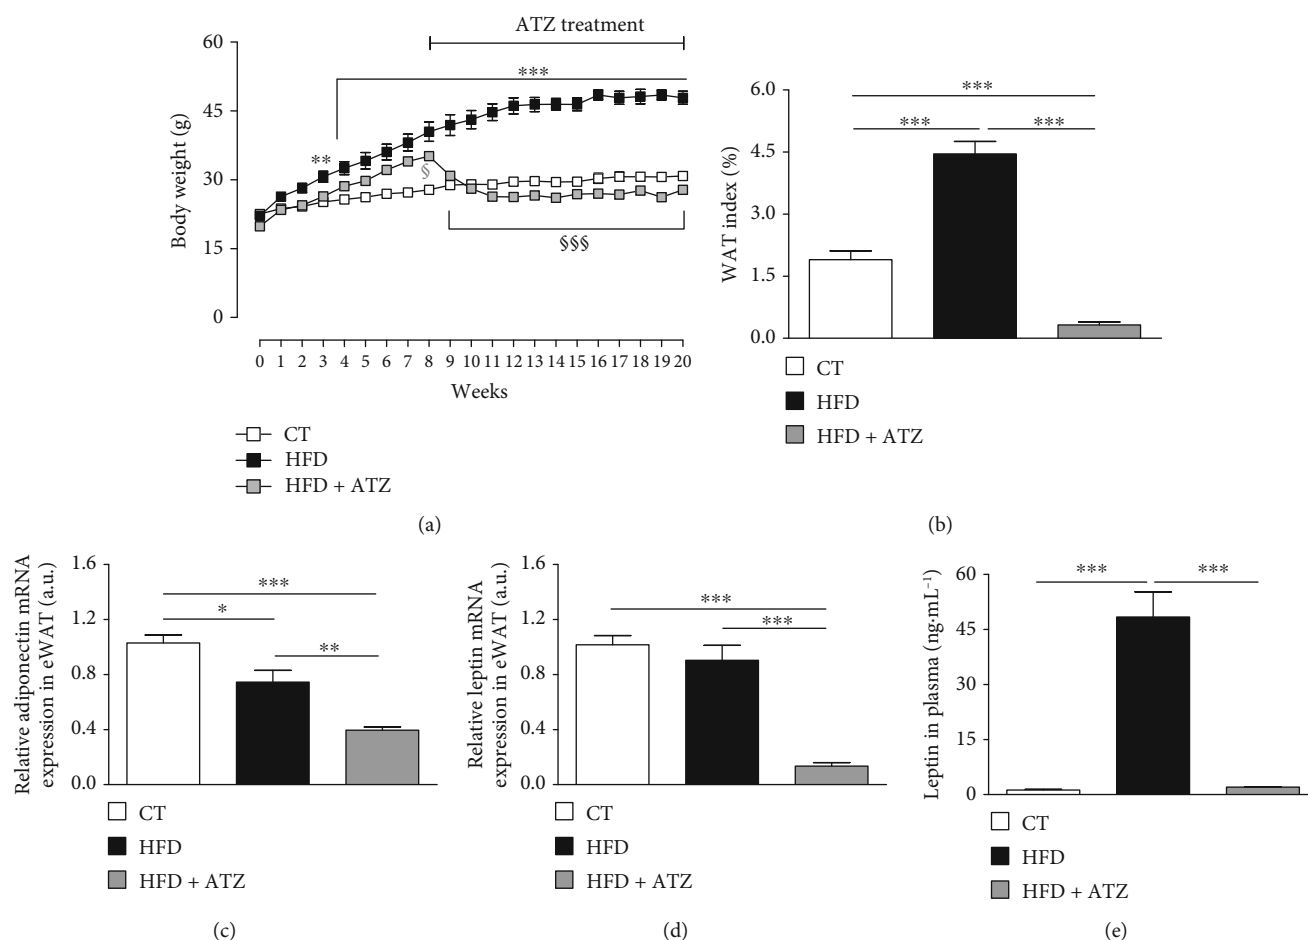 ATZ treatment
60
45
30
15
0
Body weight (g)
***
**
§
§§§
0 1 2 3 4 5 6 7 8 9 10 11 12 13 14 15 16 17 18 19 20
Weeks
CT
HFD
HFD + ATZ
(a)
6.0
4.5
3.0
1.5
0.0
WAT index (%)
***
*** ***
CT
HFD
HFD + ATZ
(b)
1.6
1.2
0.8
0.4
0.0
Relative adiponectin mRNA
expression in eWAT (a.u.)
***
*
**
CT
HFD
HFD + ATZ
(c)
1.6
1.2
0.8
0.4
0.0
Relative leptin mRNA
expression in eWAT (a.u.)
***
***
CT
HFD
HFD + ATZ
(d)
60
45
30
15
0
Leptin in plasma (ng·mL⁻¹)
*** ***
CT
HFD
HFD + ATZ
(e)